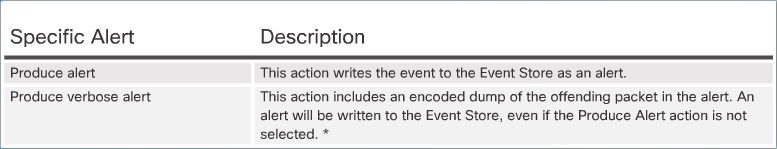 Specific Alert Description
Produce alert This action writes the event to the Event Store as an alert.
Produce verbose alert This action includes an encoded dump of the offending packet in the alert. An
alert will be written to the Event Store, even if the Produce Alert action is not
selected. *